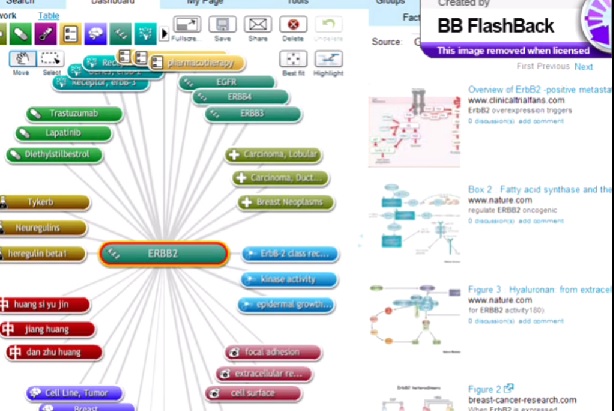 Search
Dashboard
My Page
Tools
Groups
work
Table
Fullscre..
Save
Share
Delete
Settings
Move
Select
Best fit
Highlight
pharmacotherapy
Receptor, erbB-3
EGFR
ERBB4
ERBB3
Trastuzumab
Lapatinib
Diethylstilbestrol
Carcinoma, Lobular
Carcinoma, Duct...
Breast Neoplasms
Tykerb
Neuregulins
heregulin beta1
ERBB2
ErbB-2 class rec...
kinase activity
epidermal growth...
huang si yu jin
jiang huang
dan zhu huang
focal adhesion
extracellular re...
cell surface
Cell Line, Tumor
Breast
Created by
BB FlashBack
This image removed when licensed
Fact
Source: G
First Previous Next
Overview of ErbB2 -positive metasta
www.clinicaltnalfans.com
ErbB2 overexpression triggers
0 discussion(s) add comment
Box 2 Fatty acid synthase and the
www.nature.com
regulate ERBB2 oncogenic
0 discussion(s) add comment
Figure 3 Hyaluronan from extracel
www.nature.com
for ERBB2 activity180)
0 discussion(s) add comment
Figure 2
breast-cancer-research.com
When ErbB2 is expressed